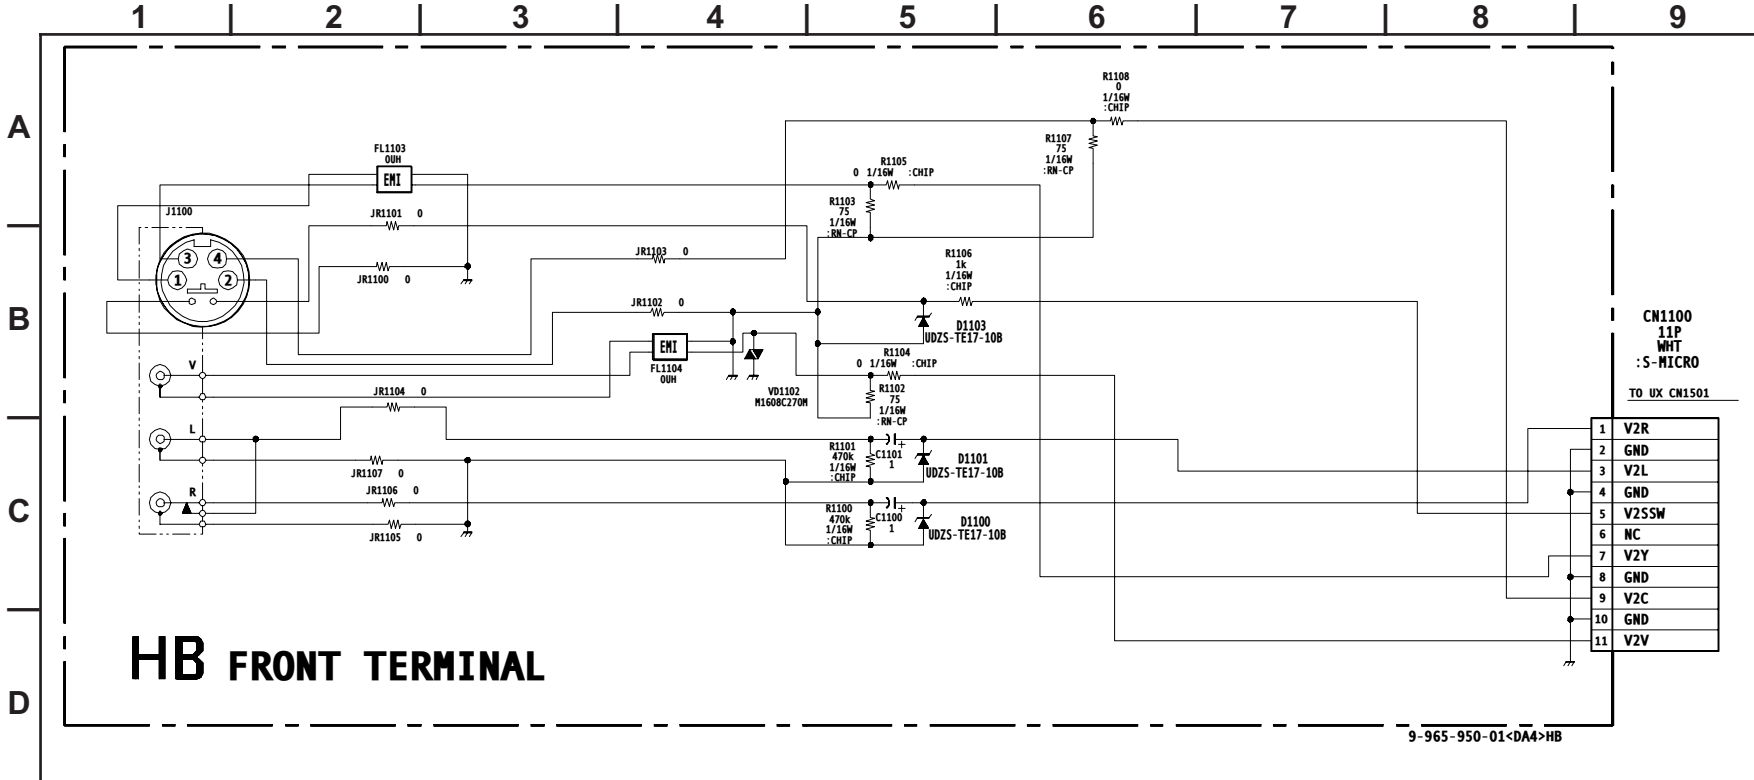 1 2 3 4 5 6 7 8 9
A
B
C
D
R1108
0
1/16W
:CHIP
R1107
75
1/16W
:RN-CP
FL1103
0UH
EMI
R1105
0 1/16W :CHIP
R1103
75
1/16W
:RN-CP
J1100
JR1101 0
3 4
1 2
JR1103 0
JR1100 0
R1106
1k
1/16W
:CHIP
JR1102 0
D1103
UDZS-TE17-10B
EMI
FL1104
0UH
R1104
0 1/16W :CHIP
V
VD1102
M1608C270M
R1102
75
1/16W
:RN-CP
JR1104 0
L
R1101
470k
1/16W
:CHIP
C1101
1
+
D1101
UDZS-TE17-10B
JR1107 0
R
JR1106 0
R1100
470k
1/16W
:CHIP
C1100
1
+
D1100
UDZS-TE17-10B
JR1105 0
CN1100
11P
WHT
:S-MICRO
TO UX CN1501
1 V2R
2 GND
3 V2L
4 GND
5 V2SSW
6 NC
7 V2Y
8 GND
9 V2C
10 GND
11 V2V
HB FRONT TERMINAL
9-965-950-01<DA4>HB